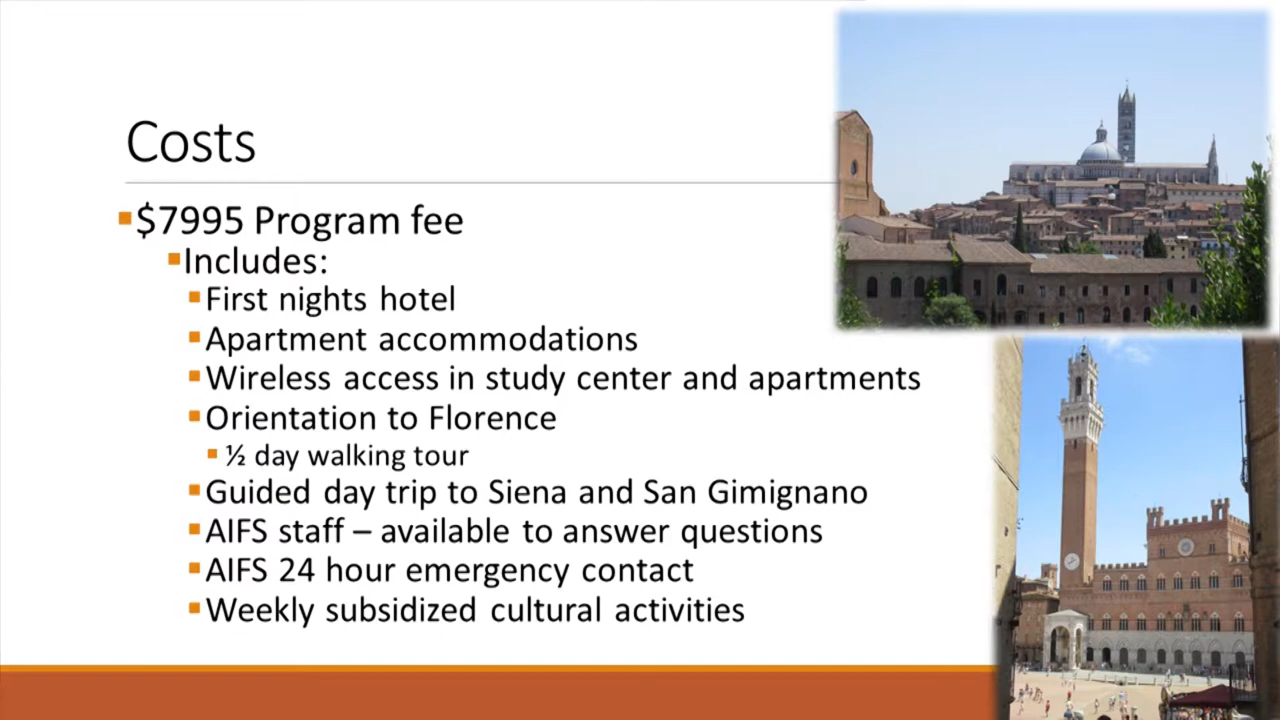 Costs
$7995 Program fee
Includes:
First nights hotel
Apartment accommodations
Wireless access in study center and apartments
Orientation to Florence
½ day walking tour
Guided day trip to Siena and San Gimignano
AIFS staff – available to answer questions
AIFS 24 hour emergency contact
Weekly subsidized cultural activities